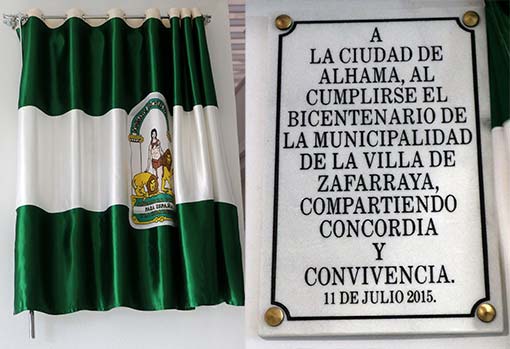 A
LA CIUDAD DE
ALHAMA, AL
CUMPLIRSE EL
BICENTENARIO DE
LA MUNICIPALIDAD
DE LA VILLA DE
ZAFARRAYA,
COMPARTIENDO
CONCORDIA
Y
CONVIVENCIA.
11 DE JULIO 2015.